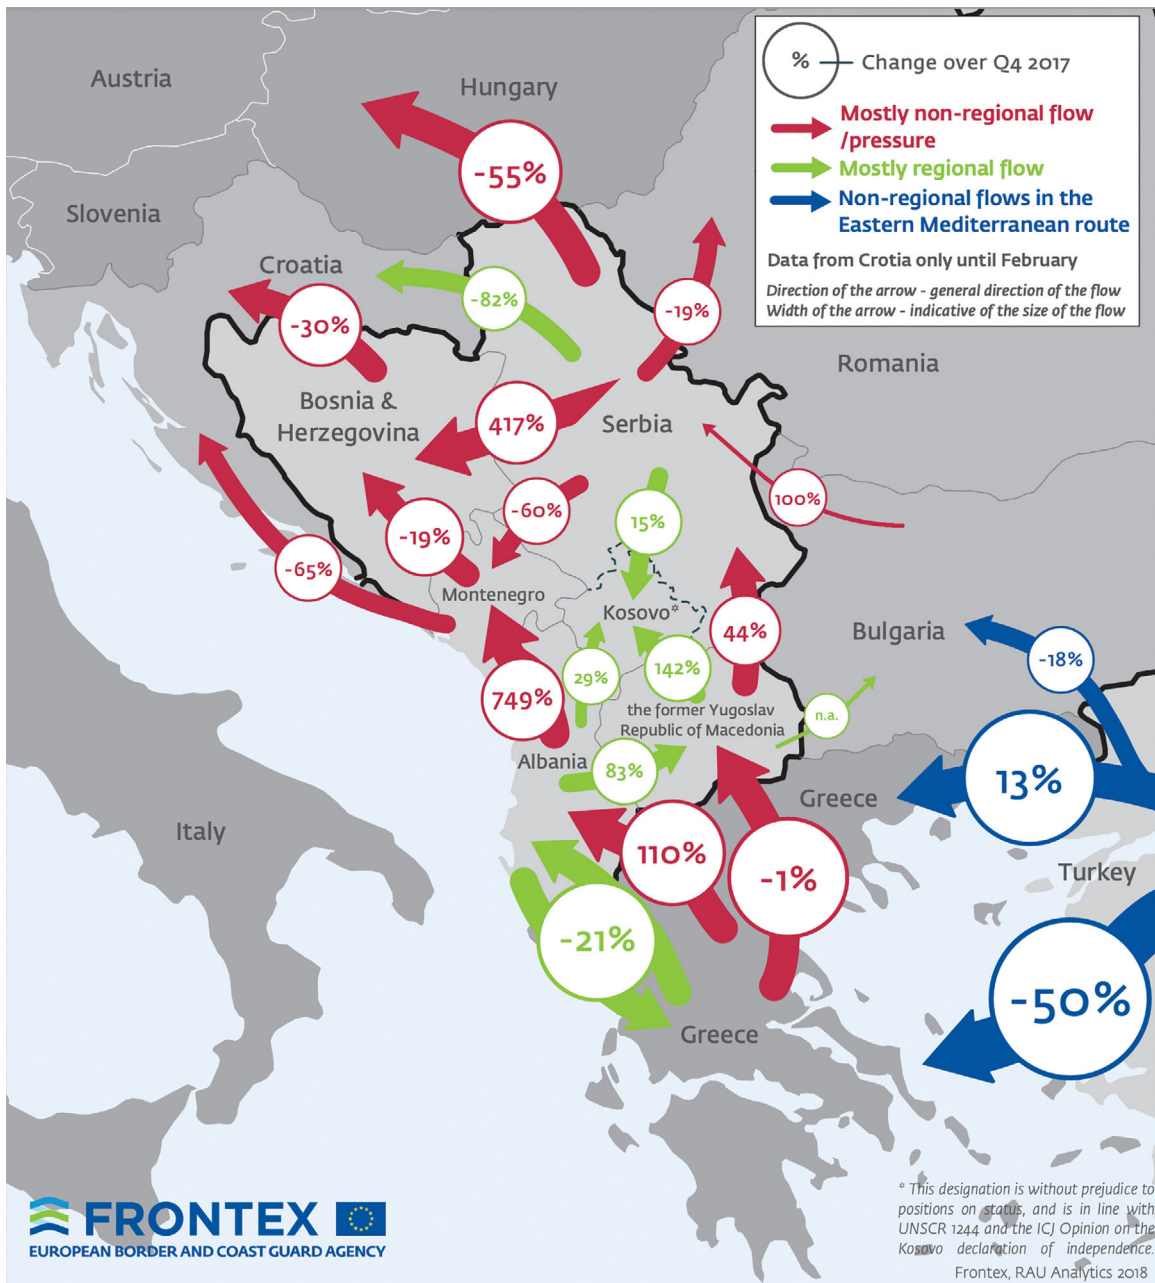 Austria
Hungary
Slovenia
Croatia
Bosnia &
Herzegovina
Serbia
Romania
Montenegro
Kosovo*
Bulgaria
the former Yugoslav
Republic of Macedonia
Albania
Greece
Italy
Turkey
Greece
% Change over Q4 2017
Mostly non-regional flow
/pressure
Mostly regional flow
Non-regional flows in the
Eastern Mediterranean route
Data from Crotia only until February
Direction of the arrow - general direction of the flow
Width of the arrow - indicative of the size of the flow
-55%
-82%
-30%
-19%
417%
-60%
15%
100%
-19%
-65%
44%
-18%
29%
142%
749%
n.a.
83%
13%
110%
-1%
-21%
-50%
FRONTEX
EUROPEAN BORDER AND COAST GUARD AGENCY
* This designation is without prejudice to
positions on status, and is in line with
UNSCR 1244 and the ICJ Opinion on the
Kosovo declaration of independence.
Frontex, RAU Analytics 2018